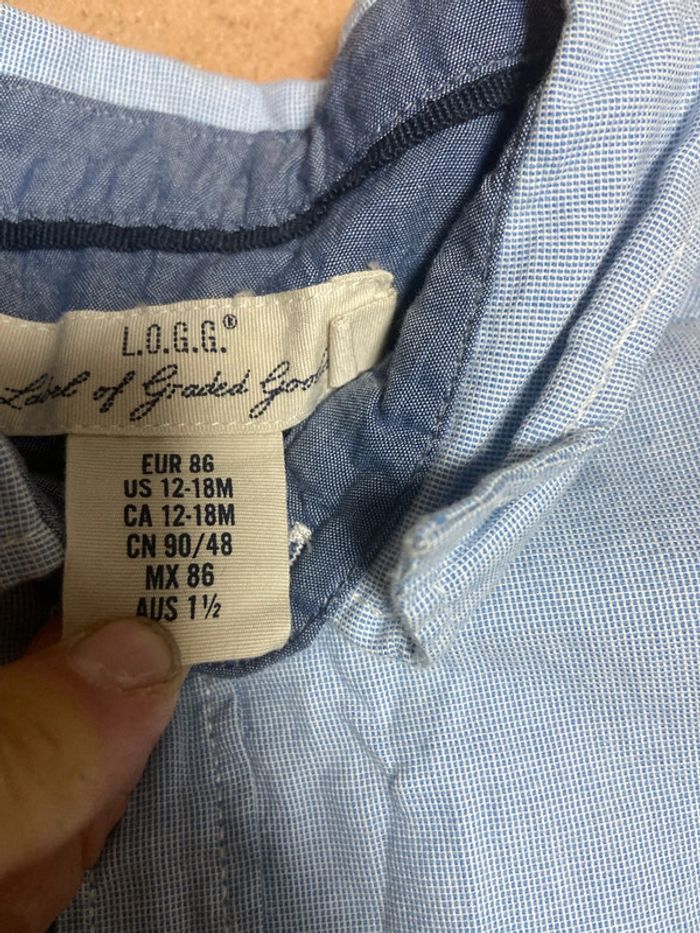 L.O.G.G.®
Label of Graded Goods
EUR 86
US 12-18M
CA 12-18M
CN 90/48
MX 86
AUS 1½